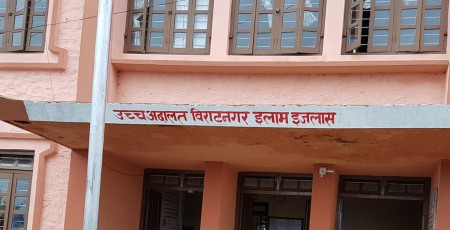 उच्च अदालत विराटनगर इलाम इजलास